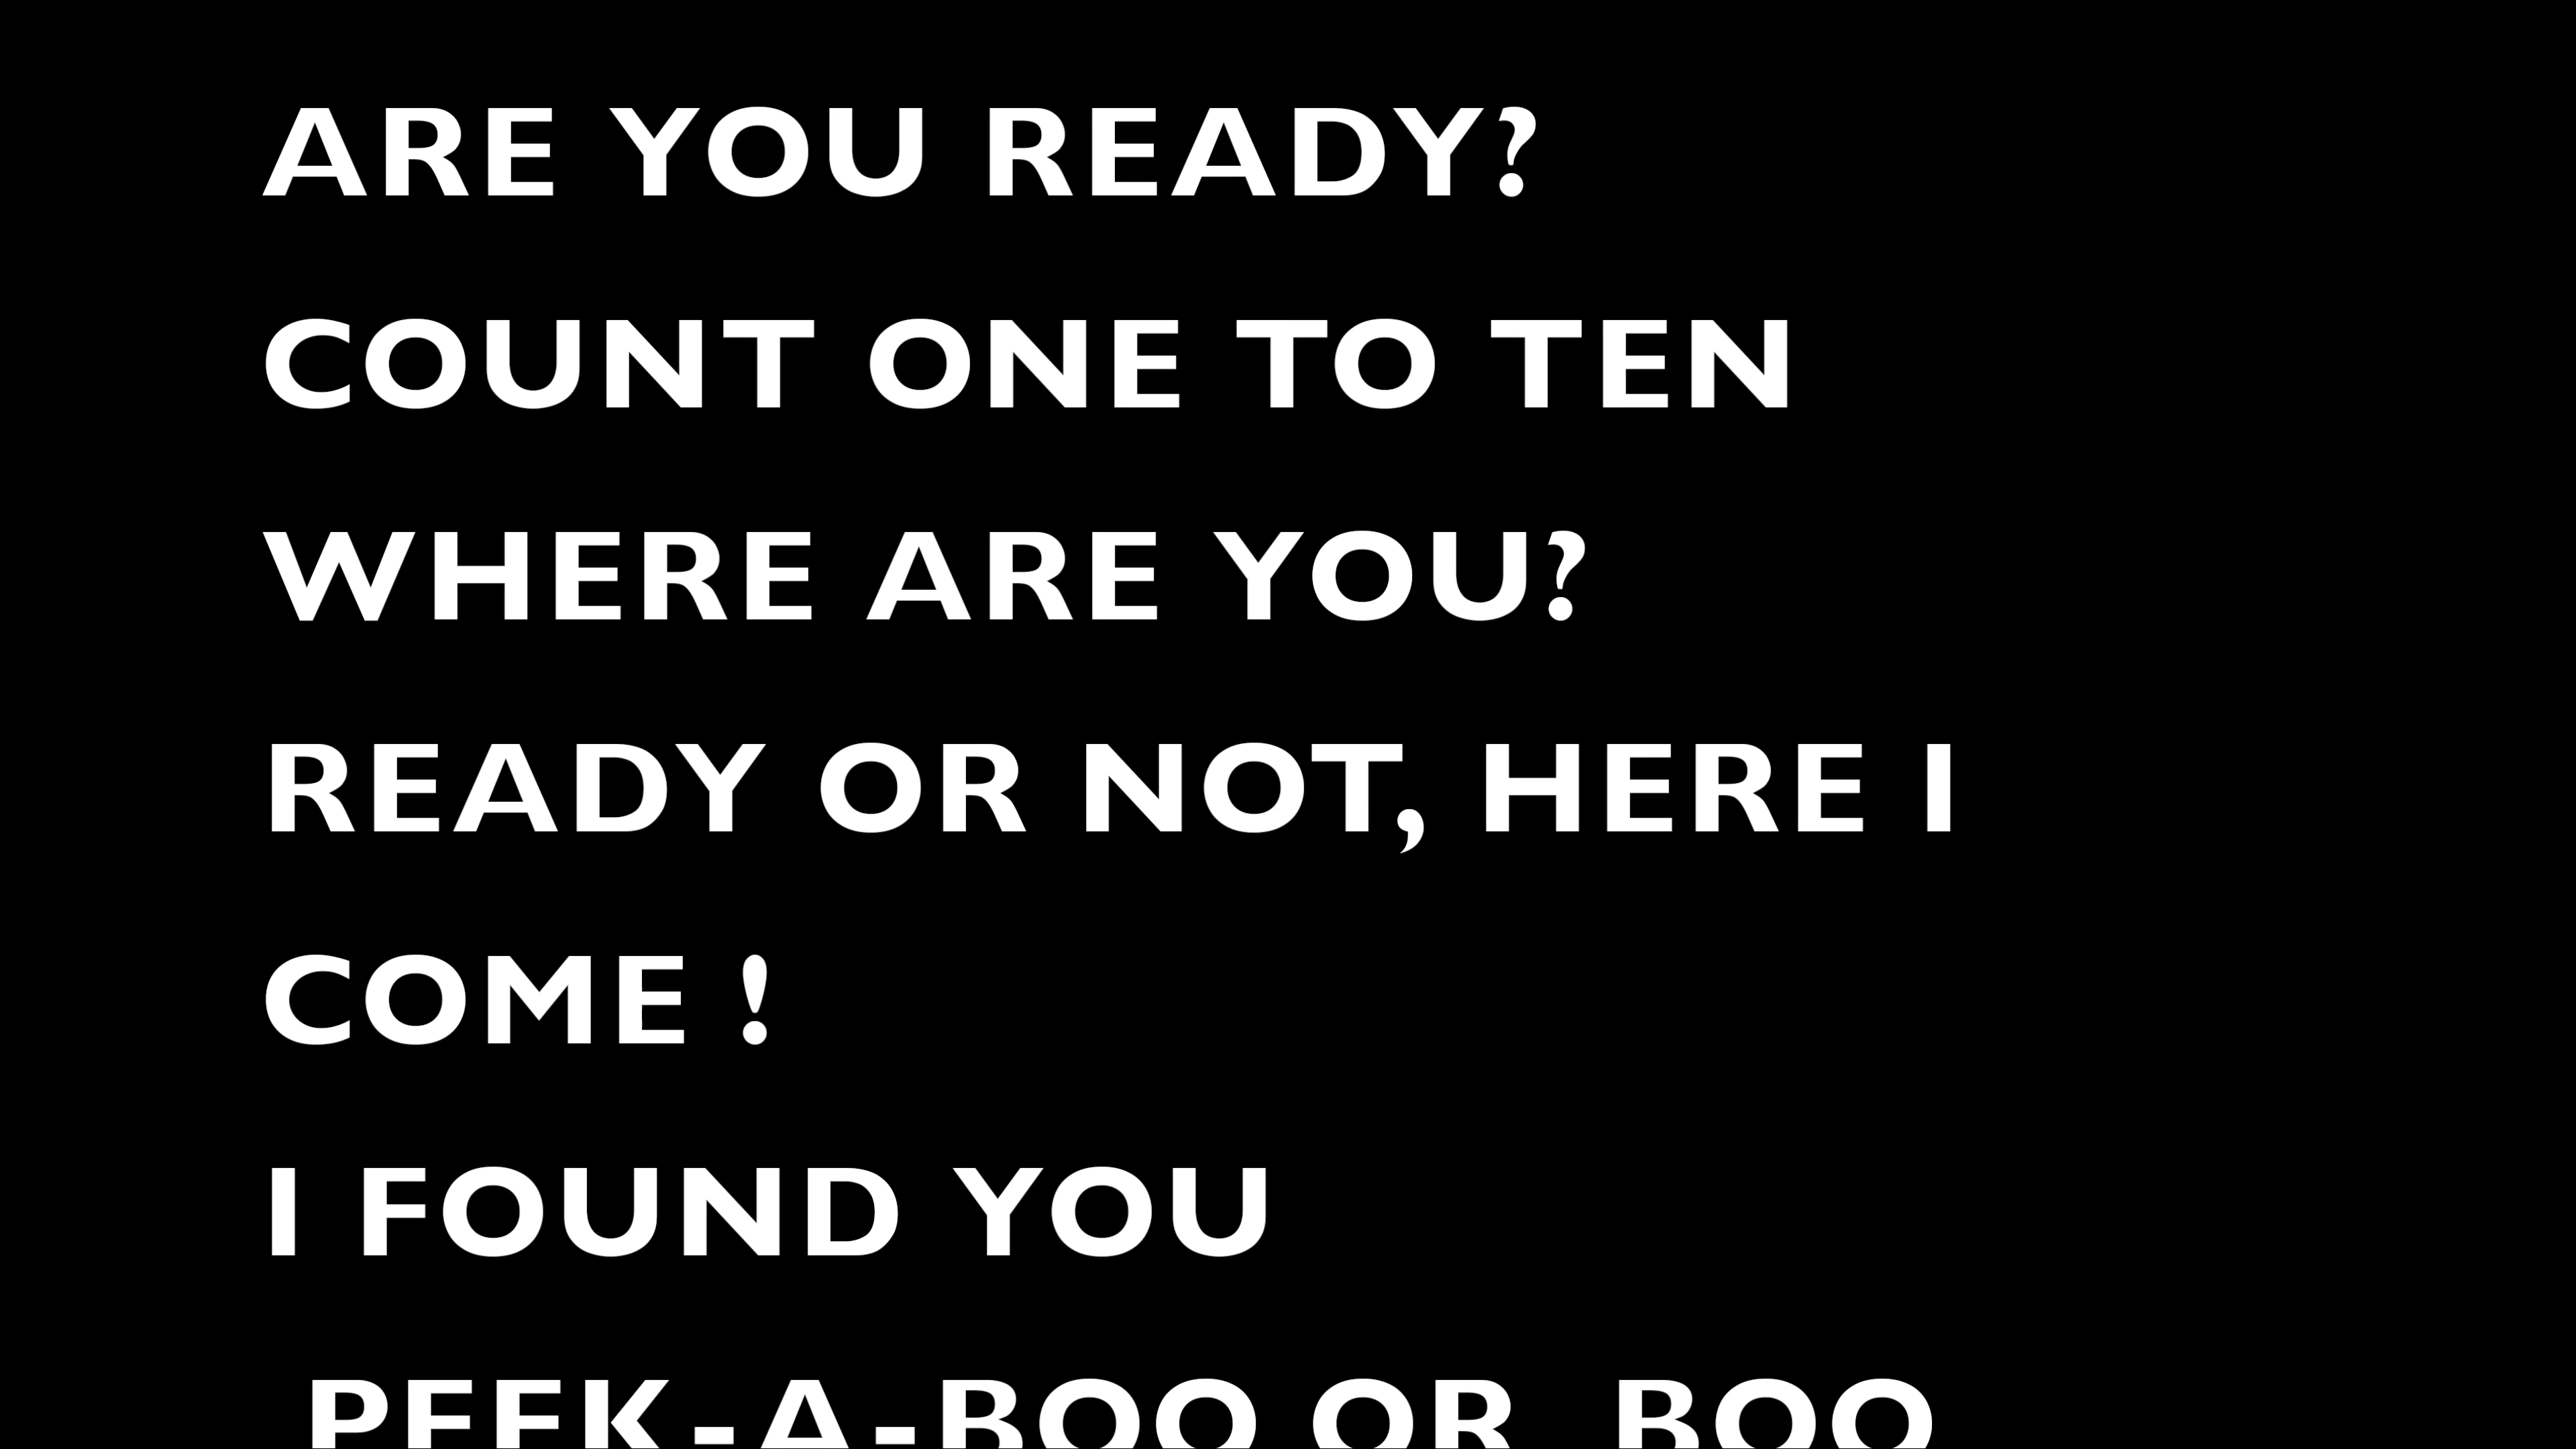 ARE YOU READY?
COUNT ONE TO TEN
WHERE ARE YOU?
READY OR NOT, HERE I
COME !
I FOUND YOU
PEEK-A-BOO OR  BOO